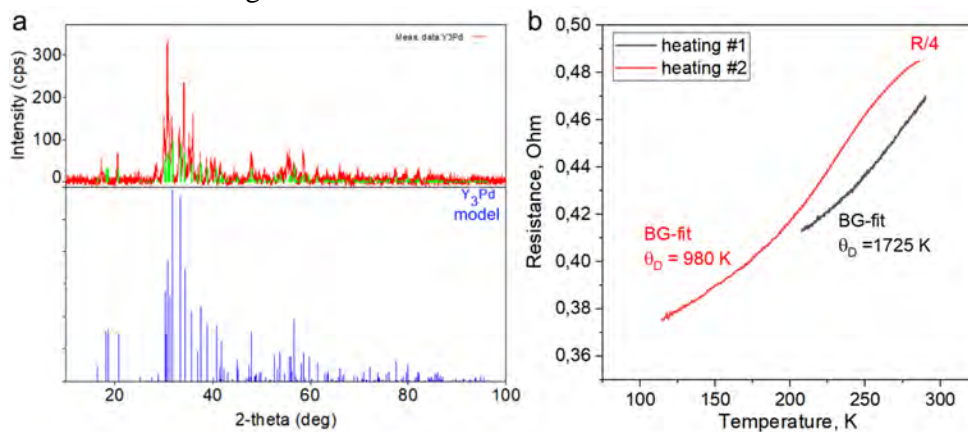 a
Meas. data:Y3Pd
Intensity (cps)
300
200
100
0
Y3Pd
model
20
40
60
80
100
2-theta (deg)
b
0,50
0,48
0,46
0,44
0,42
0,40
0,38
0,36
heating #1
heating #2
R/4
BG-fit
θD = 980 K
BG-fit
θD =1725 K
Resistance, Ohm
100
150
200
250
300
Temperature, K